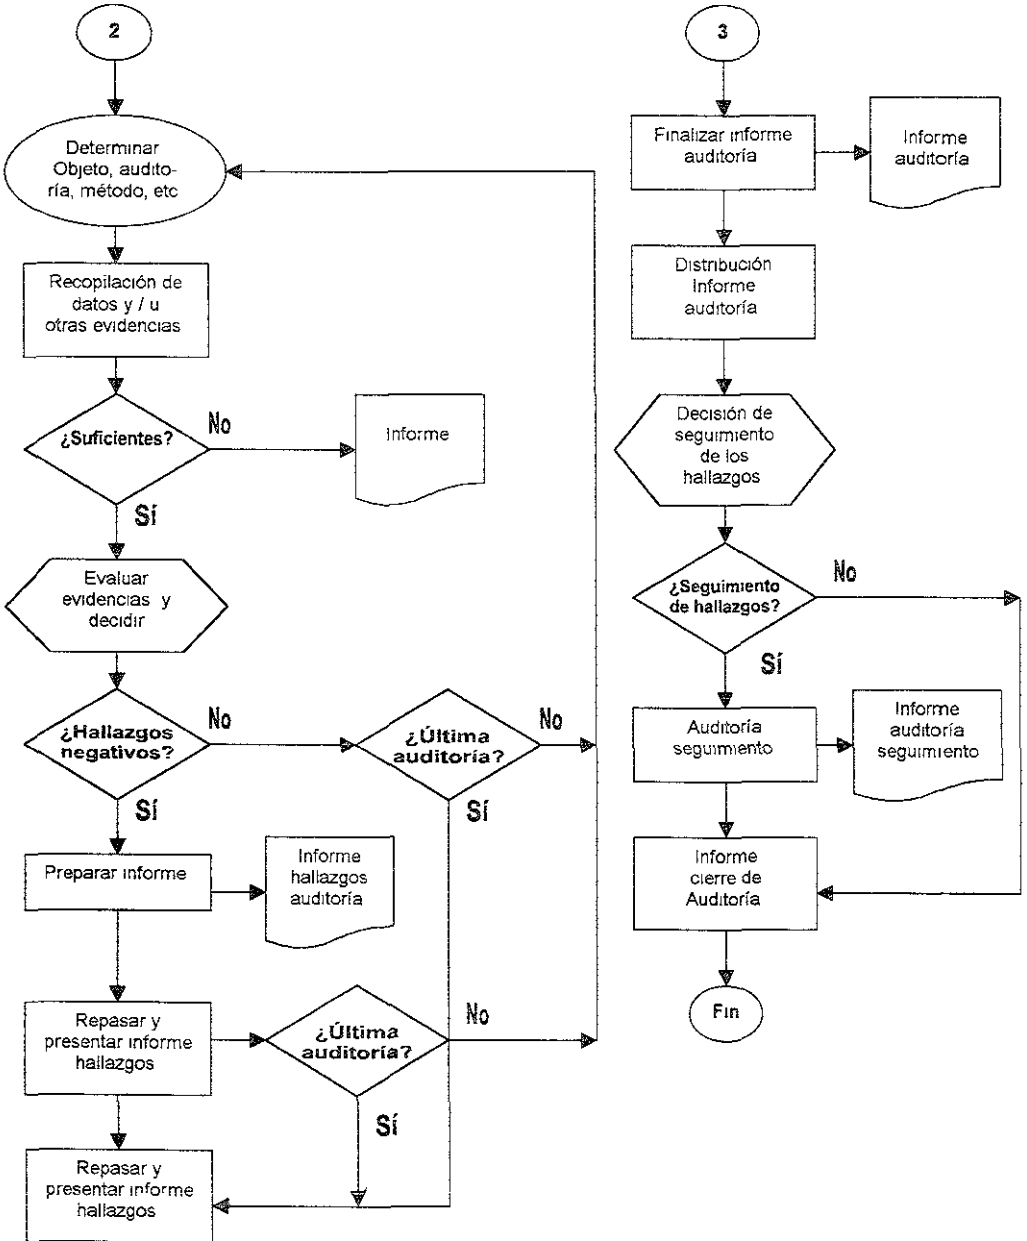 2
Determinar
Objeto, audito-
ría, método, etc
Recopilación de
datos y / u
otras evidencias
¿Suficientes?
No
Informe
Sí
Evaluar
evidencias y
decidir
¿Hallazgos
negativos?
No
¿Última
auditoría?
No
Sí
Sí
Preparar informe
Informe
hallazgos
auditoría
Repasar y
presentar informe
hallazgos
¿Última
auditoría?
No
Sí
Repasar y
presentar informe
hallazgos
3
Finalizar informe
auditoría
Informe
auditoría
Distribución
Informe
auditoría
Decisión de
seguimiento
de los
hallazgos
¿Seguimiento
de hallazgos?
No
Sí
Auditoría
seguimiento
Informe
auditoría
seguimiento
Informe
cierre de
Auditoría
Fin